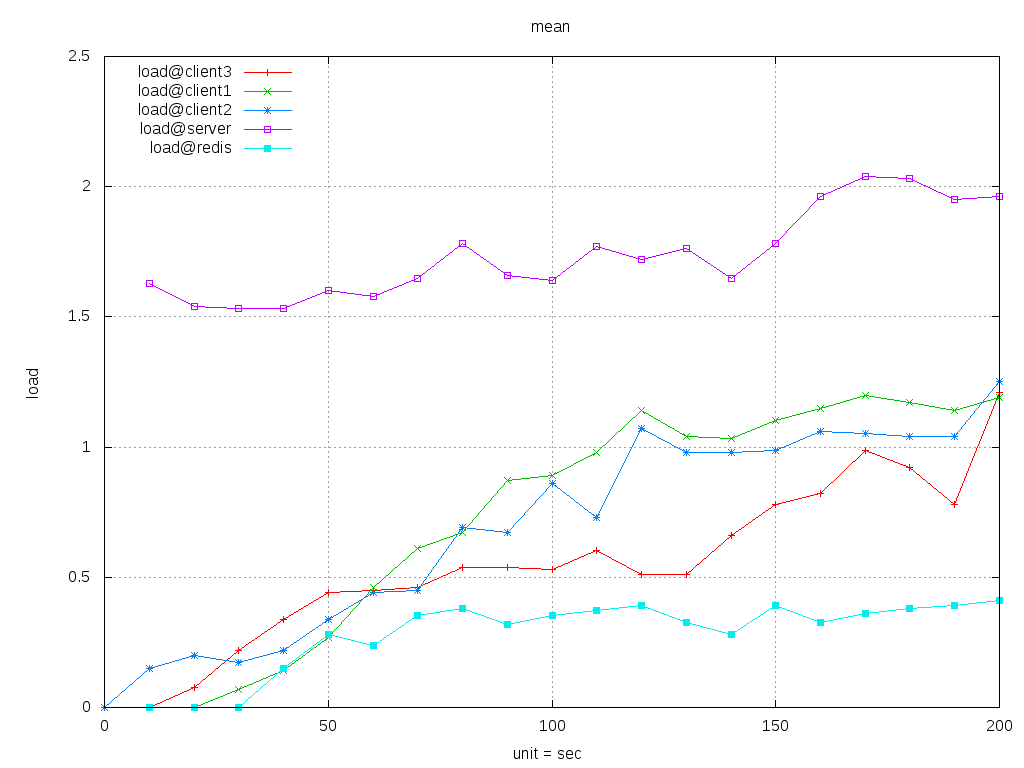 mean
2.5
2
1.5
1
0.5
0
load
load@client3
load@client1
load@client2
load@server
load@redis
0 50 100 150 200
unit = sec